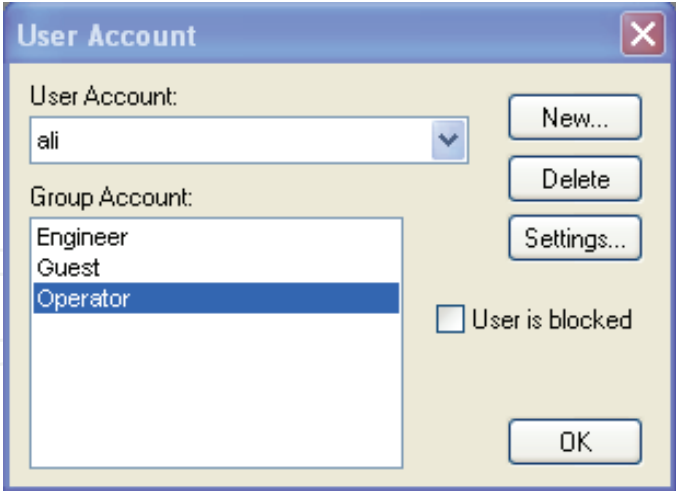 User Account
User Account:
ali
New...
Delete
Group Account:
Settings...
Engineer
Guest
Operator
User is blocked
OK